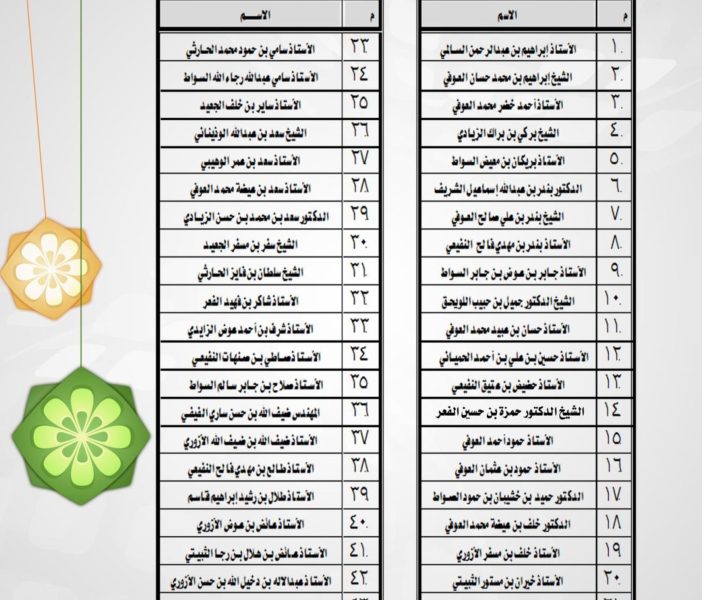 م الاسم
١. الأستاذ إبراهيم بن عبدالرحمن السالمي
٢. الشيخ إبراهيم بن محمد حسان العوفي
٣. الأستاذ أحمد خضر محمد العوفي
٤. الشيخ بركي بن براك الزيادي
٥. الأستاذ بريكان بن معيض السواط
٦. الدكتور بندر بن عبدالله إسماعيل الشريف
٧. الشيخ بندر بن علي صالح العوفي
٨. الأستاذ بندر بن مهدي فالح النفيعي
٩. الأستاذ جابر بن عوض بن جابر السواط
١٠. الشيخ الدكتور جميل بن حبيب اللويحق
١١. الأستاذ حسان بن عبيد محمد العوفي
١٢. الأستاذ حسين بن علي بن أحمد الحمياني
١٣. الأستاذ حضيض بن عتيق النفيعي
١٤ الشيخ الدكتور حمزة بن حسين الفعر
١٥ الأستاذ حمود أحمد العوفي
١٦ الأستاذ حمود بن عثمان العوفي
١٧ الدكتور حميد بن خشيبان بن حمود السواط
١٨ الدكتور خلف بن عيضة محمد العوفي
١٩ الأستاذ خلف بن مسفر الأزوري
٢٠. الأستاذ خيران بن مستور الثبيتي
م الاســـم
٢٣ الأستاذ سامي بن حمود محمد الحارثي
٢٤ الأستاذ سامي عبدالله رجاء الله السواط
٢٥ الأستاذ ساير بن خلف الجعيد
٢٦ الشيخ سعد بن عبدالله الوذيناني
٢٧ الأستاذ سعد بن عمر الوهيبي
٢٨ الأستاذ سعد بن عيضة محمد العوفي
٢٩ الدكتور سعد بن محمد بن حسن الزيادي
٣٠. الشيخ سفر بن مسفر الجعيد
٣١. الشيخ سلطان بن فايز الحارثي
٣٢ الأستاذ شاكر بن فهيد الفعر
٣٣ الأستاذ شرف بن أحمد عوض الزايدي
٣٤ الأستاذ صاطي بن صنهات النفيعي
٣٥ الأستاذ صلاح بن جابر سالم السواط
٣٦ المهندس ضيف الله بن حسن ساري الفيفي
٣٧ الأستاذ ضيف الله بن ضيف الله الأزوري
٣٨ الأستاذ طالع بن مهدي فالح النفيعي
٣٩ الأستاذ طلال بن رشيد إبراهيم قاسم
٤٠. الأستاذ عائض بن عوض الأزوري
٤١. الأستاذ عائض بن هلال بن رجا الثبيتي
٤٢. الأستاذ عبدالاله بن دخيل الله بن حسن الأزوري